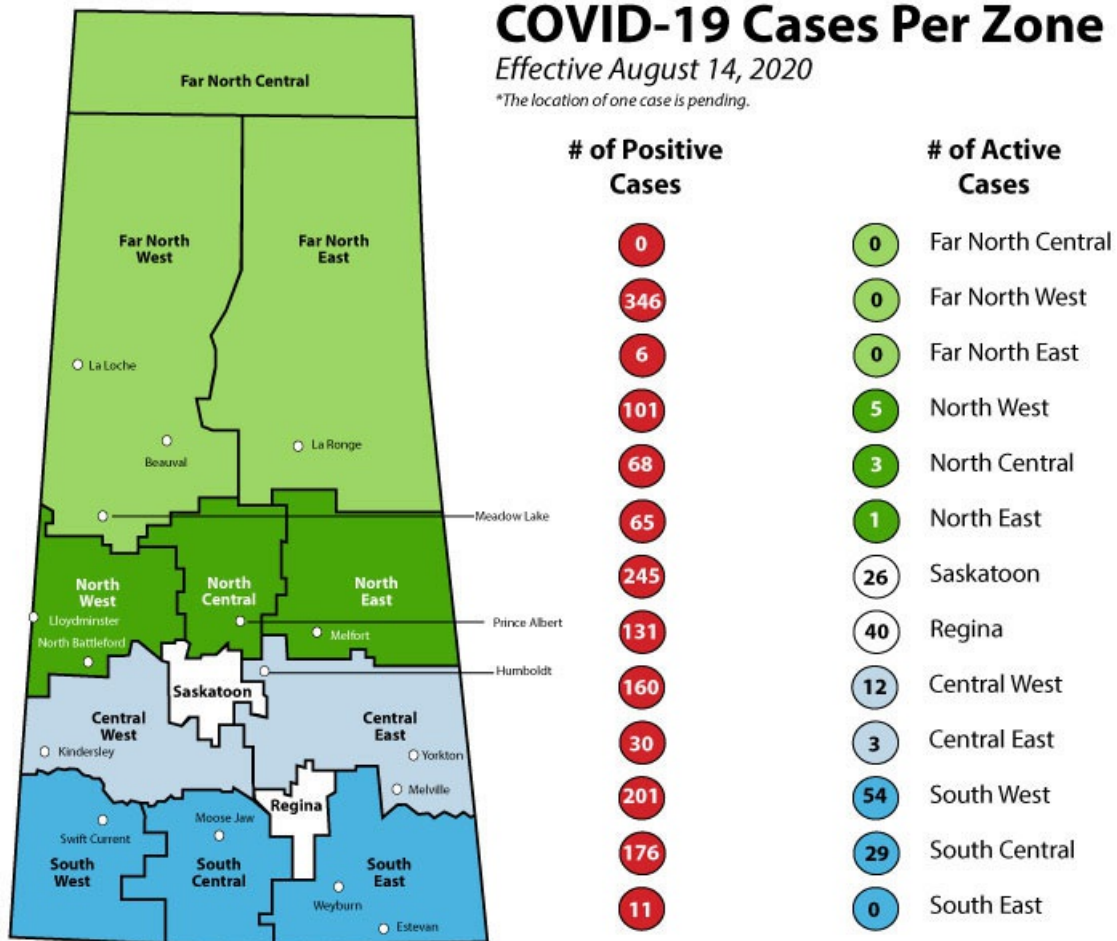 COVID-19 Cases Per Zone
Effective August 14, 2020
*The location of one case is pending.
# of Positive
Cases
# of Active
Cases
0 0 Far North Central
346 0 Far North West
6 0 Far North East
101 5 North West
68 3 North Central
65 1 North East
245 26 Saskatoon
131 40 Regina
160 12 Central West
30 3 Central East
201 54 South West
176 29 South Central
11 0 South East
Far North Central
Far North
West
Far North
East
La Loche
Beauval
La Ronge
Meadow Lake
North
West
North
Central
North
East
Lloydminster
Prince Albert
North Battleford
Melfort
Humboldt
Saskatoon
Central
West
Central
East
Kindersley
Yorkton
Melville
Regina
Moose Jaw
Swift Current
South
West
South
Central
South
East
Weyburn
Estevan